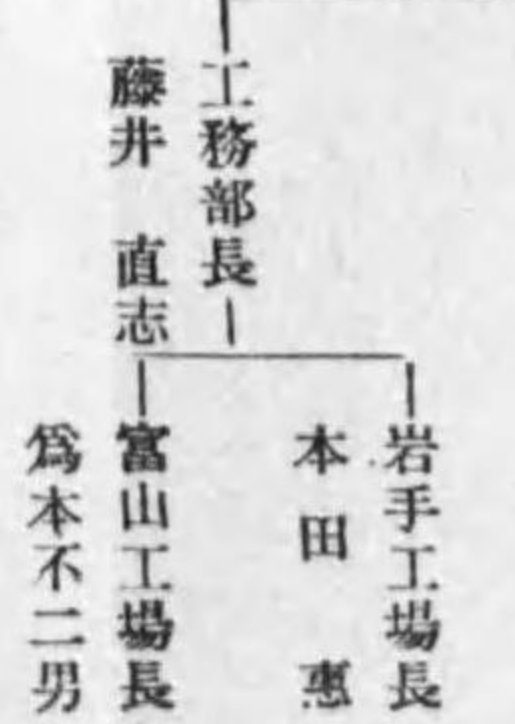 工務部長
藤井 直志
岩手工場長
本田 惠
富山工場長
爲本不二男